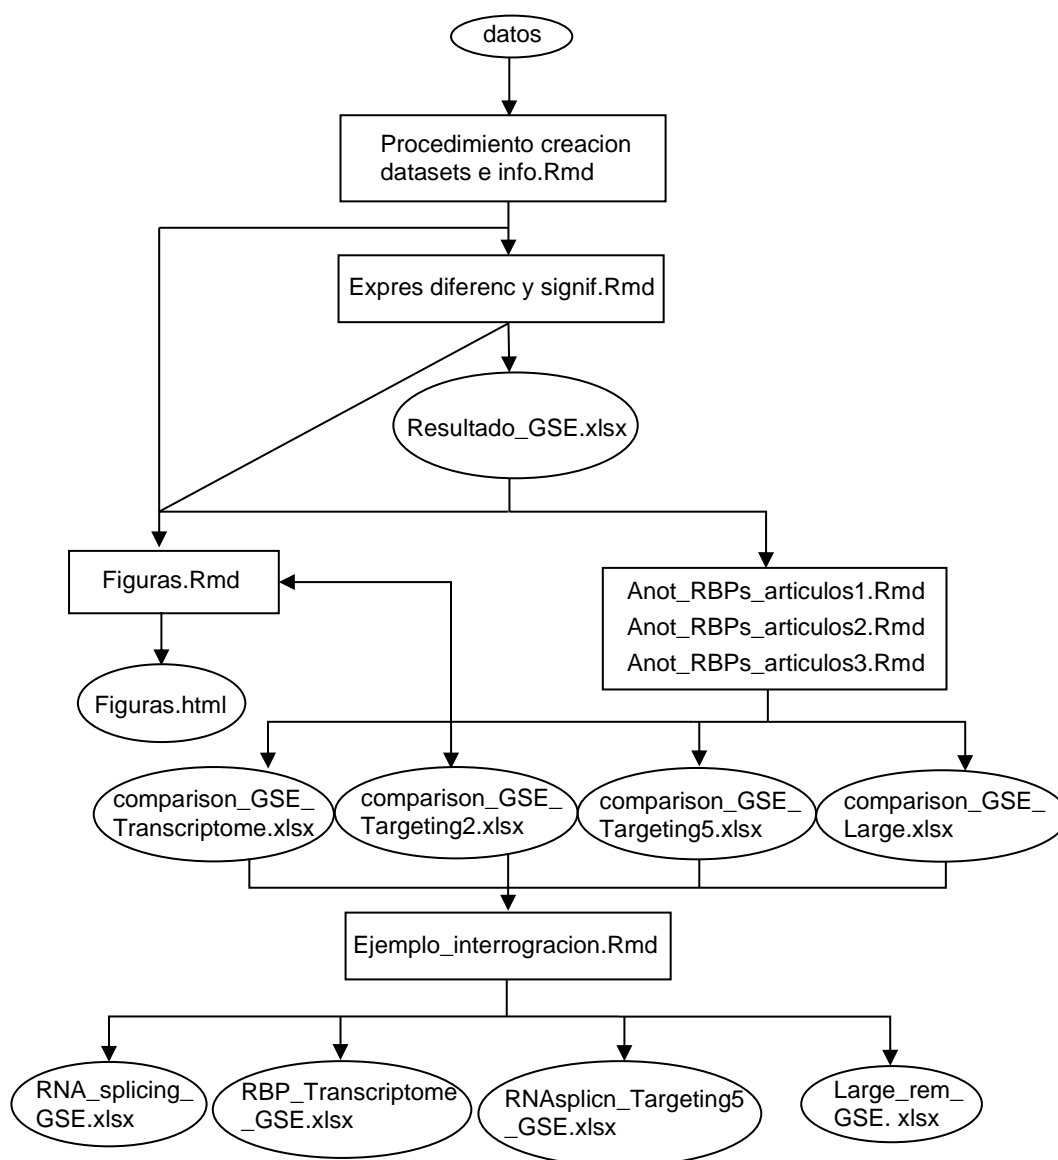 datos
Procedimiento creacion
datasets e info.Rmd
Expres diferenc y signif.Rmd
Resultado_GSE.xlsx
Figuras.Rmd
Anot_RBPs_articulos1.Rmd
Anot_RBPs_articulos2.Rmd
Anot_RBPs_articulos3.Rmd
Figuras.html
comparison_GSE_
Transcriptome.xlsx
comparison_GSE_
Targeting2.xlsx
comparison_GSE_
Targeting5.xlsx
comparison_GSE_
Large.xlsx
Ejemplo_interrogracion.Rmd
RNA_splicing_
GSE.xlsx
RBP_Transcriptome
_GSE.xlsx
RNAsplicn_Targeting5
_GSE.xlsx
Large_rem_
GSE. xlsx